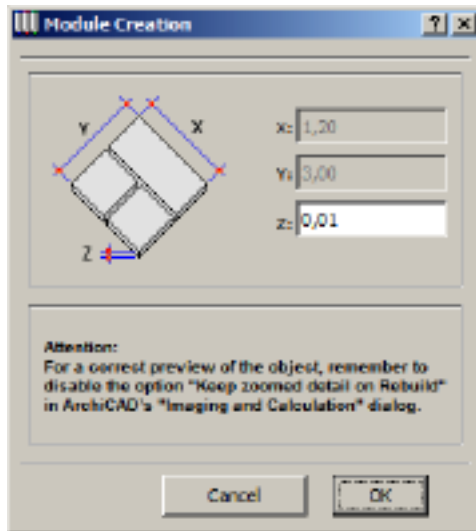 Module Creation
Y
X
X: 1,20
Y: 3,00
Z: 0,01
Z
Attention:
For a correct preview of the object, remember to
disable the option "Keep zoomed detail on Rebuild"
in ArchiCAD's "Imaging and Calculation" dialog.
Cancel
OK